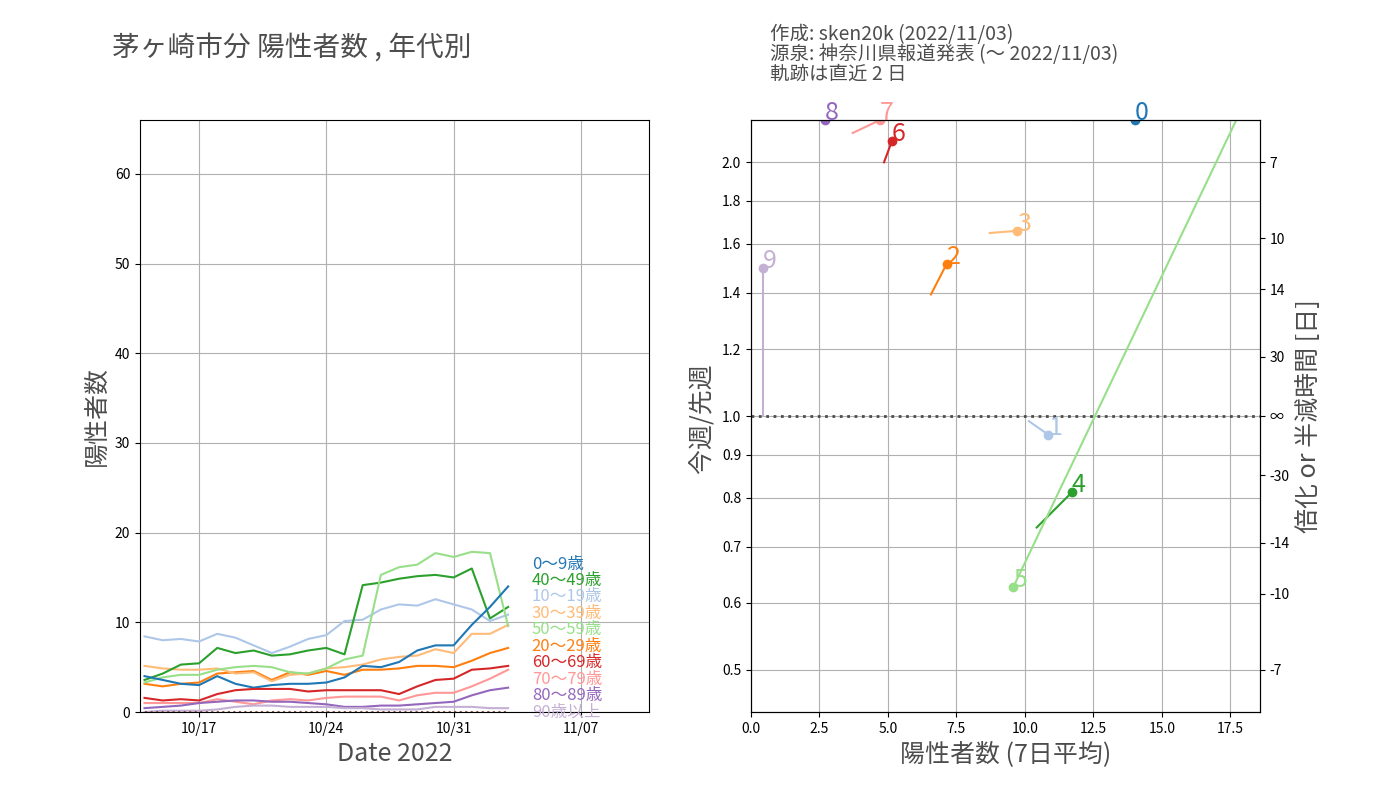 茅ヶ崎市分 陽性者数 , 年代別
作成: sken20k (2022/11/03)
源泉: 神奈川県報道発表 (～ 2022/11/03)
軌跡は直近 2 日
陽性者数
60
50
40
30
20
10
0
10/17
10/24
10/31
11/07
Date 2022
0～9歳
40～49歳
10～19歳
30～39歳
50～59歳
20～29歳
60～69歳
70～79歳
80～89歳
90歳以上
今週/先週
2.0
1.8
1.6
1.4
1.2
1.0
0.9
0.8
0.7
0.6
0.5
0.0
2.5
5.0
7.5
10.0
12.5
15.0
17.5
陽性者数 (7日平均)
8
7
6
0
3
2
9
1
4
5
7
10
14
30
∞
-30
-14
-10
-7
倍化 or 半減時間 [日]